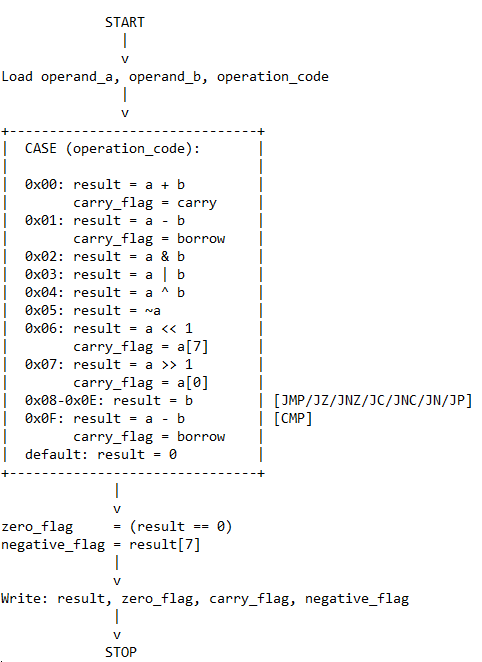 START
|
v
Load operand_a, operand_b, operation_code
|
v
+-------------------------------+
|  CASE (operation_code):       |
|                               |
|  0x00: result = a + b         |
|        carry_flag = carry     |
|  0x01: result = a - b         |
|        carry_flag = borrow    |
|  0x02: result = a & b         |
|  0x03: result = a | b         |
|  0x04: result = a ^ b         |
|  0x05: result = ~a            |
|  0x06: result = a << 1        |
|        carry_flag = a[7]      |
|  0x07: result = a >> 1        |
|        carry_flag = a[0]      |
|  0x08-0x0E: result = b        | [JMP/JZ/JNZ/JC/JNC/JN/JP]
|  0x0F: result = a - b         | [CMP]
|        carry_flag = borrow    |
|  default: result = 0          |
+-------------------------------+
|
v
zero_flag     = (result == 0)
negative_flag = result[7]
|
v
Write: result, zero_flag, carry_flag, negative_flag
|
v
STOP